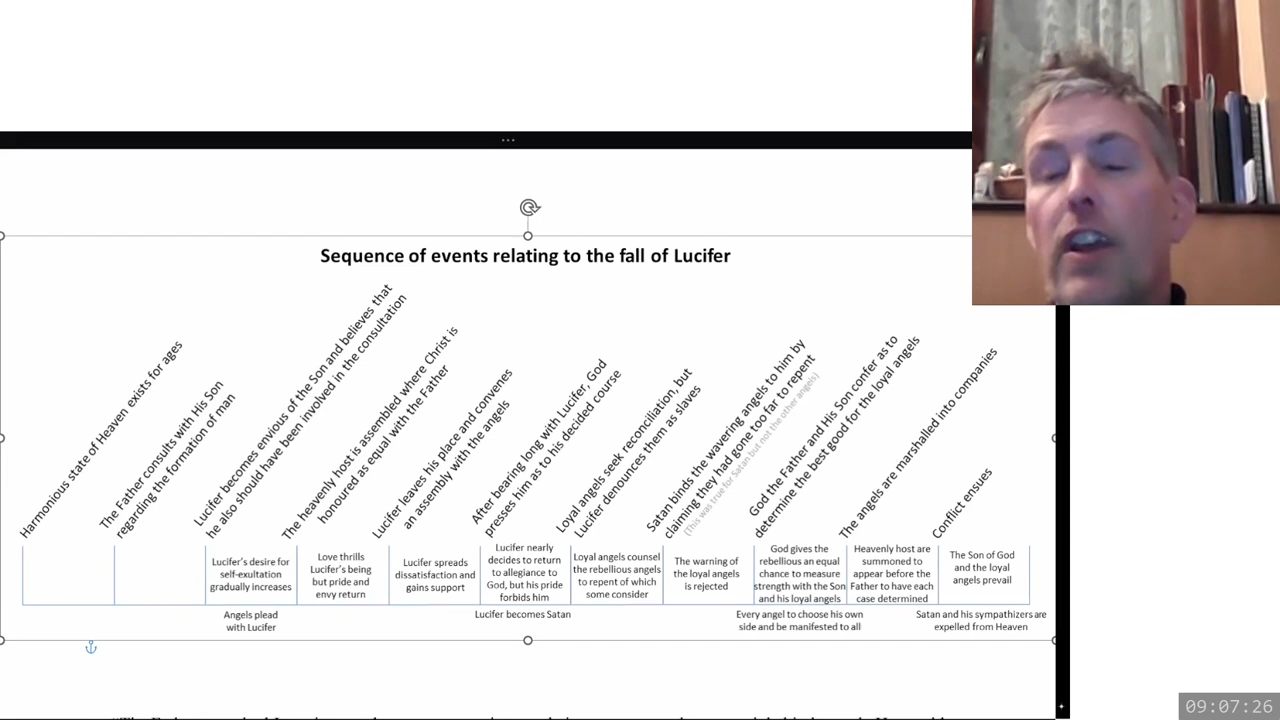 Sequence of events relating to the fall of Lucifer
Harmonious state of Heaven exists for ages
The Father consults with His Son
regarding the formation of man
Lucifer becomes envious of the Son and believes that
he also should have been involved in the consultation
The heavenly host is assembled where Christ is
honoured as equal with the Father
Lucifer leaves his place and convenes
an assembly with the angels
After bearing long with Lucifer, God
presses him as to his decided course
Loyal angels seek reconciliation, but
Lucifer denounces them as slaves
Satan binds the wavering angels to him by
claiming they had gone too far to repent
(This was true for Satan but not the other angels)
God the Father and His Son confer as to
determine the best good for the loyal angels
The angels are marshalled into companies
Conflict ensues
Lucifer's desire for
self-exultation
gradually increases
Love thrills
Lucifer's being
but pride and
envy return
Lucifer spreads
dissatisfaction and
gains support
Lucifer nearly
decides to return
to allegiance to
God, but his pride
forbids him
Loyal angels counsel
the rebellious angels
to repent of which
some consider
The warning of
the loyal angels
is rejected
God gives the
rebellious an equal
chance to measure
strength with the Son
and his loyal angels
Heavenly host are
summoned to
appear before the
Father to have each
case determined
The Son of God
and the loyal
angels prevail
Angels plead
with Lucifer
Lucifer becomes Satan
Every angel to choose his own
side and be manifested to all
Satan and his sympathizers are
expelled from Heaven
09:07:26